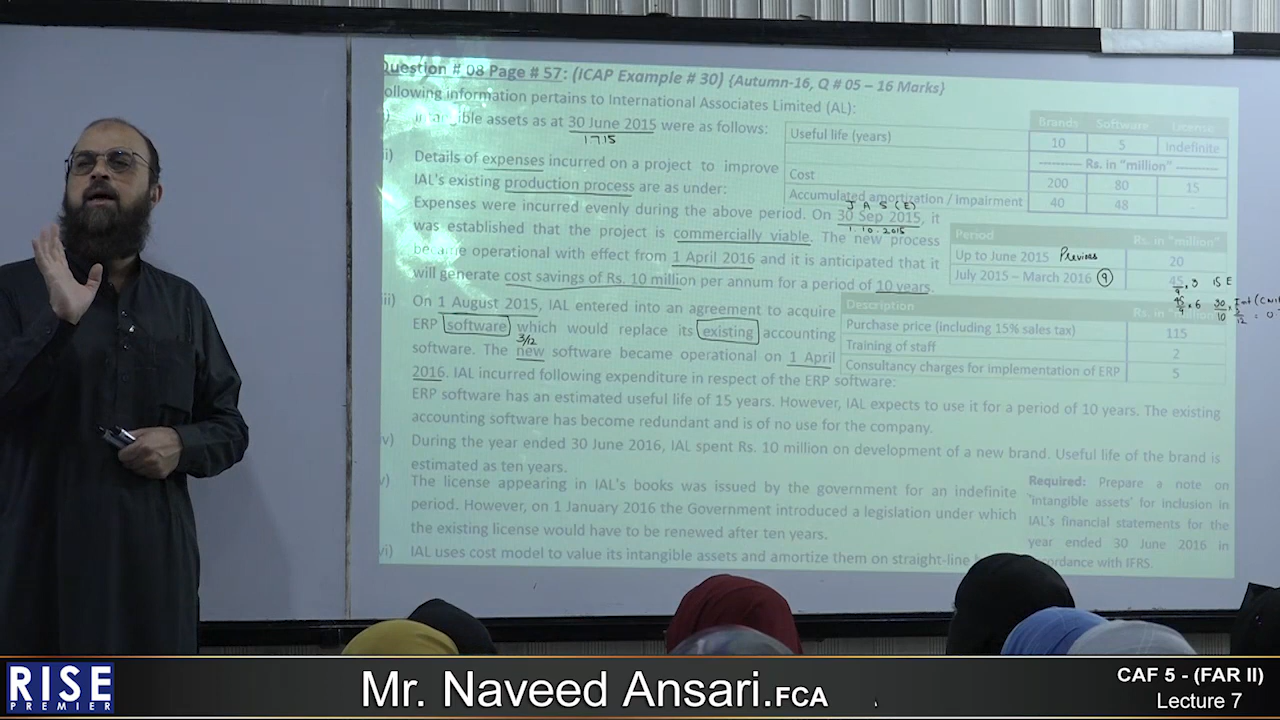 Question # 08 Page # 57: (ICAP Example # 30) {Autumn-16, Q # 05 – 16 Marks}
ollowing information pertains to International Associates Limited (AL):
Intangible assets as at 30 June 2015 were as follows:
1715
Brands Software License
Useful life (years) 10 5 Indefinite
Rs. in "million"
Cost 200 80 15
Accumulated amortization / Impairment 40 48 -
ii) Details of expenses incurred on a project to improve
IAL's existing production process are as under:
Expenses were incurred evenly during the above period. On 30 Sep 2015, it
J A S (E)
1.10.2015
was established that the project is commercially viable. The new process
became operational with effect from 1 April 2016 and it is anticipated that it
will generate cost savings of Rs. 10 million per annum for a period of 10 years.
Period Rs. in "million"
Up to June 2015 Previous 20
July 2015 – March 2016 9 45
iii) On 1 August 2015, IAL entered into an agreement to acquire
ERP software which would replace its existing accounting
3/12
software. The new software became operational on 1 April
2016. IAL incurred following expenditure in respect of the ERP software:
Description Rs. in "million"
Purchase price (including 15% sales tax) 115
Training of staff 2
Consultancy charges for implementation of ERP 5
ERP software has an estimated useful life of 15 years. However, IAL expects to use it for a period of 10 years. The existing
accounting software has become redundant and is of no use for the company.
iv) During the year ended 30 June 2016, IAL spent Rs. 10 million on development of a new brand. Useful life of the brand is
estimated as ten years.
v) The license appearing in IAL's books was issued by the government for an indefinite
period. However, on 1 January 2016 the Government introduced a legislation under which
the existing license would have to be renewed after ten years.
vi) IAL uses cost model to value its intangible assets and amortize them on straight-line
Required: Prepare a note on
'intangible assets' for inclusion in
IAL's financial statements for the
year ended 30 June 2016 in
accordance with IFRS.
RISE
PREMIER
Mr. Naveed Ansari.FCA
CAF 5 - (FAR II)
Lecture 7